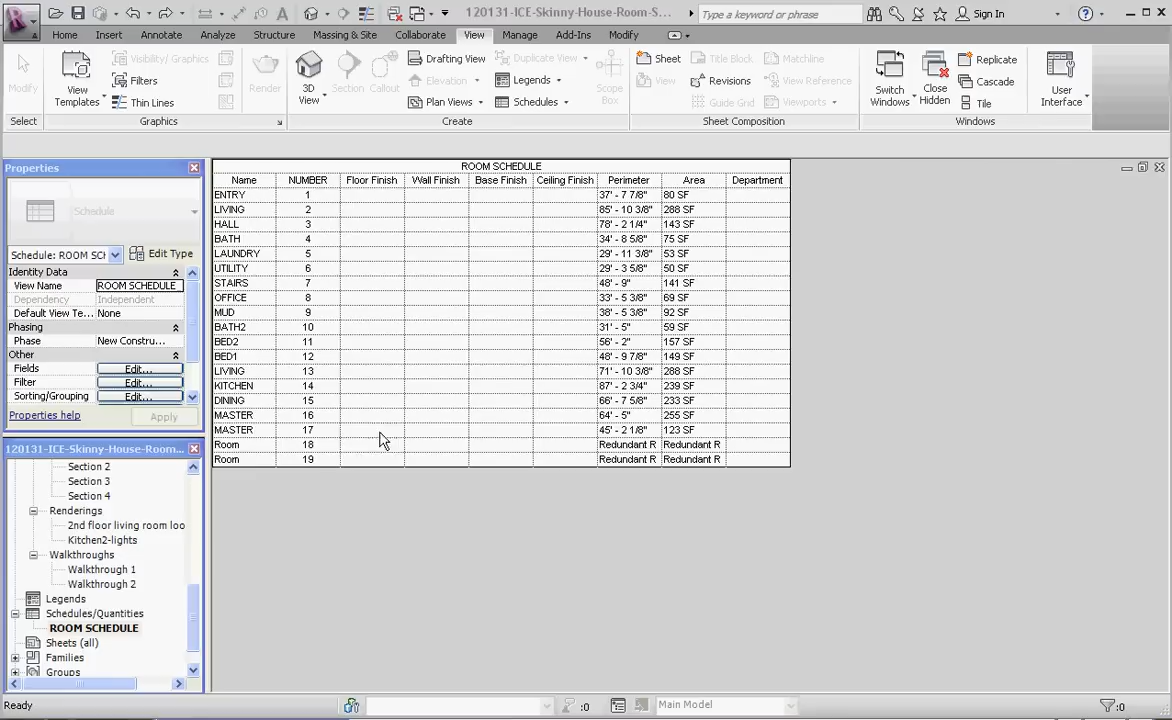 120131-ICE-Skinny-House-Room-S...
Type a keyword or phrase
Sign In
Home Insert Annotate Analyze Structure Massing & Site Collaborate View Manage Add-Ins Modify
Modify
View Templates
Visibility/ Graphics
Filters
Thin Lines
Render
3D View
Section
Callout
Drafting View
Elevation
Plan Views
Duplicate View
Legends
Schedules
Scope Box
Sheet
View
Title Block
Revisions
Guide Grid
Matchline
View Reference
Viewports
Switch Windows
Close Hidden
Replicate
Cascade
Tile
User Interface
Select Graphics Create Sheet Composition Windows
Properties
Schedule
Schedule: ROOM SCH
Edit Type
Identity Data
View Name ROOM SCHEDULE
Dependency Independent
Default View Te... None
Phasing
Phase New Constru...
Other
Fields Edit...
Filter Edit...
Sorting/Grouping Edit...
Properties help Apply
120131-ICE-Skinny-House-Room...
Section 2
Section 3
Section 4
Renderings
2nd floor living room loo
Kitchen2-lights
Walkthroughs
Walkthrough 1
Walkthrough 2
Legends
Schedules/Quantities
ROOM SCHEDULE
Sheets (all)
Families
Groups
ROOM SCHEDULE
Name NUMBER Floor Finish Wall Finish Base Finish Ceiling Finish Perimeter Area Department
ENTRY 1 37' - 7 7/8" 80 SF
LIVING 2 85' - 10 3/8" 288 SF
HALL 3 78' - 2 1/4" 143 SF
BATH 4 34' - 8 5/8" 75 SF
LAUNDRY 5 29' - 11 3/8" 53 SF
UTILITY 6 29' - 3 5/8" 50 SF
STAIRS 7 48' - 9" 141 SF
OFFICE 8 33' - 5 3/8" 69 SF
MUD 9 38' - 5 3/8" 92 SF
BATH2 10 31' - 5" 59 SF
BED2 11 56' - 2" 157 SF
BED1 12 48' - 9 7/8" 149 SF
LIVING 13 71' - 10 3/8" 288 SF
KITCHEN 14 87' - 2 3/4" 239 SF
DINING 15 66' - 7 5/8" 233 SF
MASTER 16 64' - 5" 255 SF
MASTER 17 45' - 2 1/8" 123 SF
Room 18 Redundant R Redundant R
Room 19 Redundant R Redundant R
Ready
:0
Main Model
:0